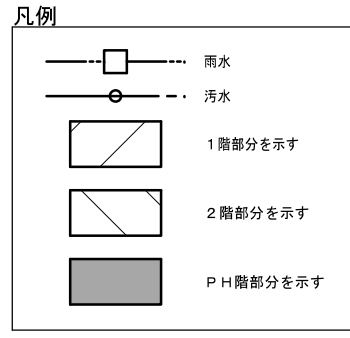 凡例
雨水
汚水
１階部分を示す
２階部分を示す
ＰＨ階部分を示す